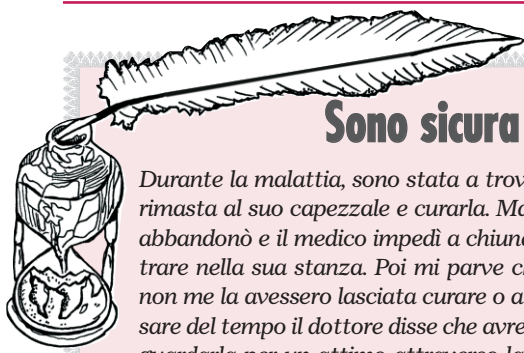 Sono sicura
Durante la malattia, sono stata a trov
rimasta al suo capezzale e curarla. Ma
abbandonò e il medico impedì a chiun
trare nella sua stanza. Poi mi parve c
non me la avessero lasciata curare o a
sare del tempo il dottore disse che avre
guardarla per un attimo attraverso la